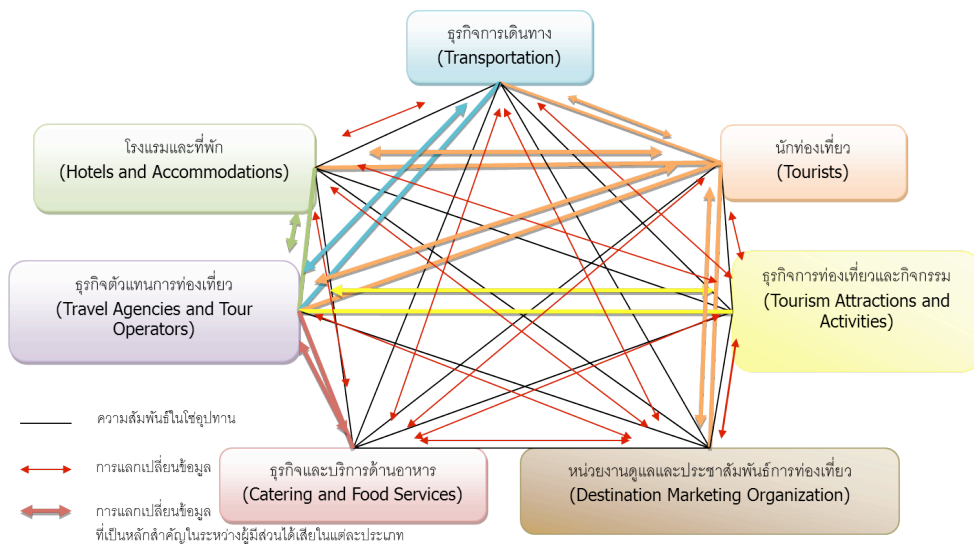 ธุรกิจการเดินทาง
(Transportation)
โรงแรมและที่พัก
(Hotels and Accommodations)
นักท่องเที่ยว
(Tourists)
ธุรกิจตัวแทนการท่องเที่ยว
(Travel Agencies and Tour
Operators)
ธุรกิจการท่องเที่ยวและกิจกรรม
(Tourism Attractions and
Activities)
ธุรกิจและบริการด้านอาหาร
(Catering and Food Services)
หน่วยงานดูแลและประชาสัมพันธ์การท่องเที่ยว
(Destination Marketing Organization)
ความสัมพันธ์ในโซ่อุปทาน
การแลกเปลี่ยนข้อมูล
การแลกเปลี่ยนข้อมูล
ที่เป็นหลักสำคัญในระหว่างผู้มีส่วนได้เสียในแต่ละประเภท